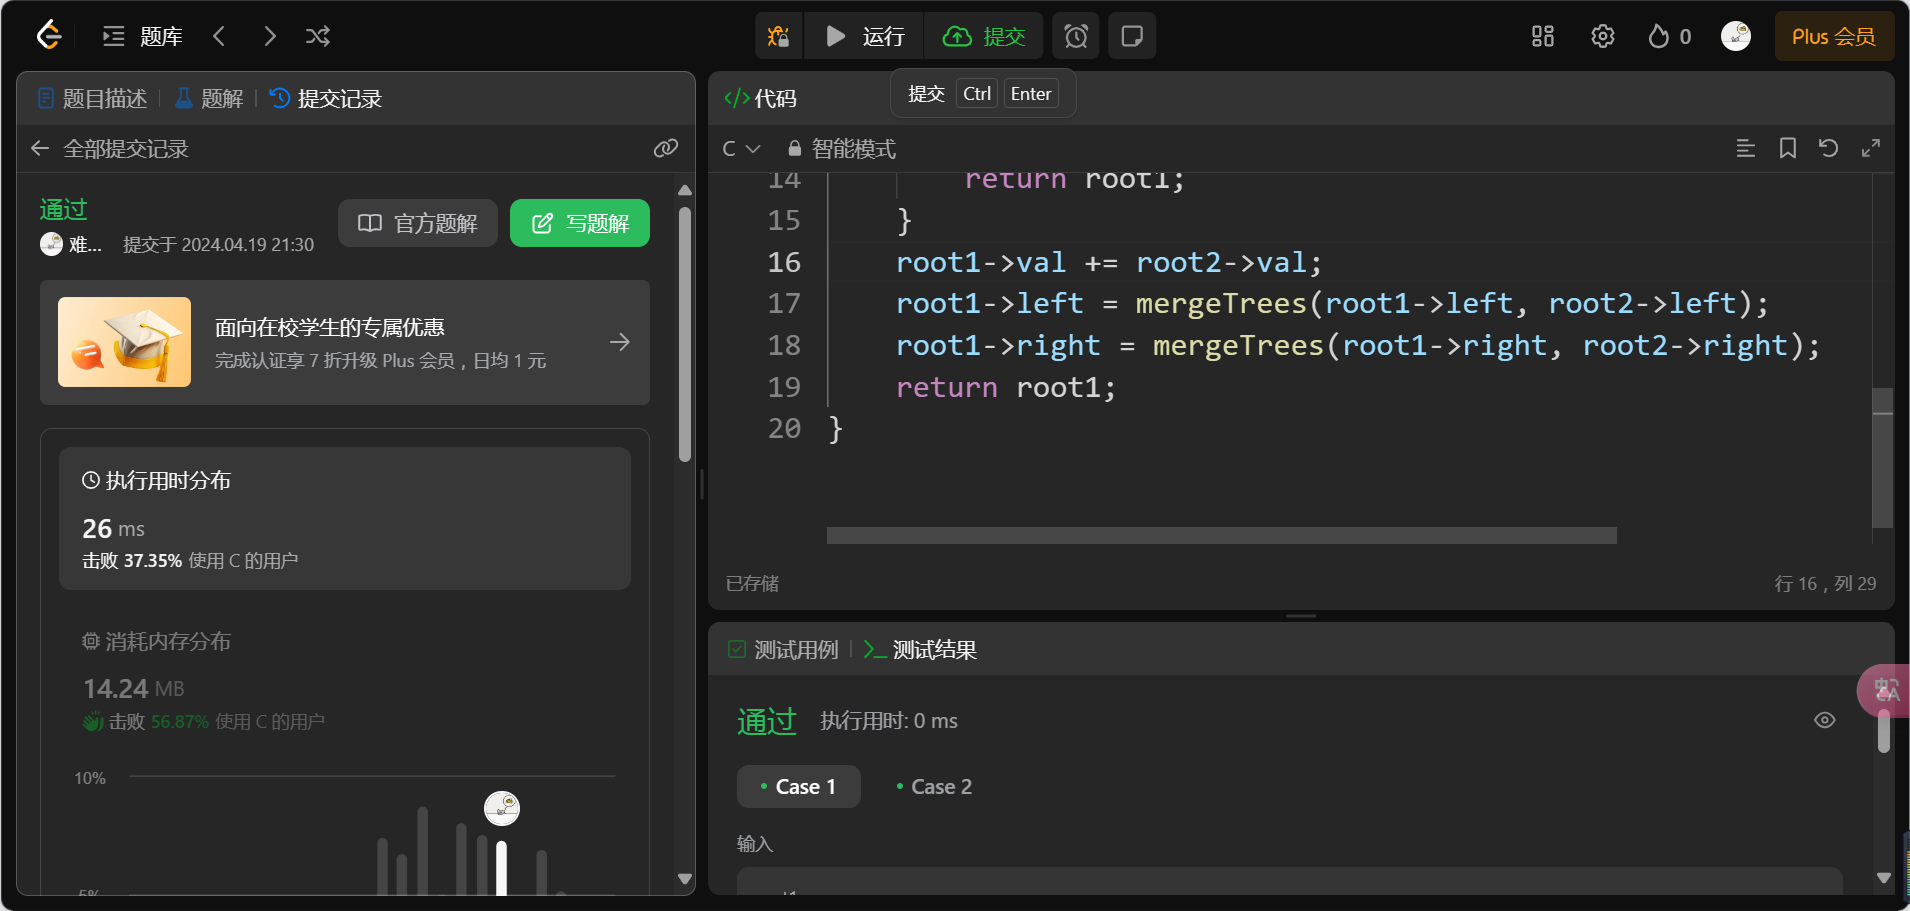 题库
运行
提交
0
Plus 会员
题目描述
题解
提交记录
全部提交记录
通过
难...
提交于 2024.04.19 21:30
官方题解
写题解
面向在校学生的专属优惠
完成认证享 7 折升级 Plus 会员，日均 1 元
执行用时分布
26 ms
击败 37.35% 使用 C 的用户
消耗内存分布
14.24 MB
击败 56.87% 使用 C 的用户
10%
5%
代码
提交 Ctrl Enter
C
智能模式
14 return root1;
15 }
16 root1->val += root2->val;
17 root1->left = mergeTrees(root1->left, root2->left);
18 root1->right = mergeTrees(root1->right, root2->right);
19 return root1;
20 }
已存储
行 16，列 29
测试用例
测试结果
通过
执行用时: 0 ms
Case 1
Case 2
输入